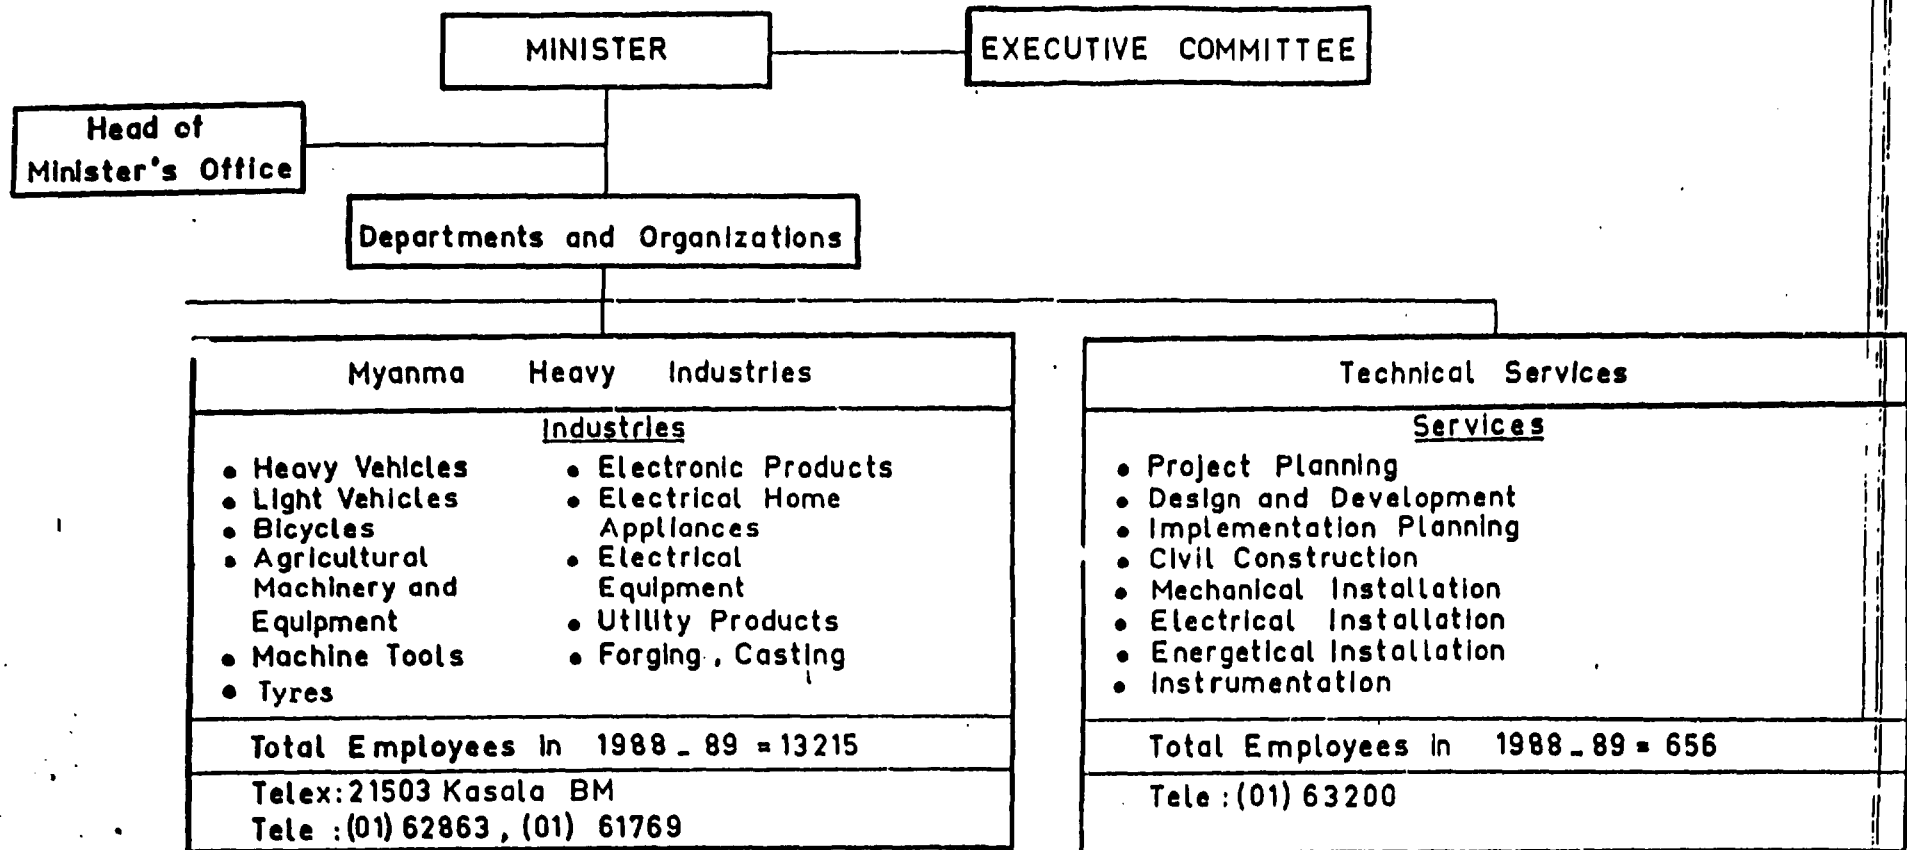 MINISTER
EXECUTIVE COMMITTEE
Head of
Minister's Office
Departments and Organizations
Myanma Heavy Industries
Industries
• Heavy Vehicles
• Light Vehicles
• Bicycles
• Agricultural
Machinery and
Equipment
• Machine Tools
• Tyres
• Electronic Products
• Electrical Home
Appliances
• Electrical
Equipment
• Utility Products
• Forging, Casting
Total Employees in 1988-89 = 13215
Telex: 21503 Kasala BM
Tele : (01) 62863, (01) 61769
Technical Services
Services
• Project Planning
• Design and Development
• Implementation Planning
• Civil Construction
• Mechanical Installation
• Electrical Installation
• Energetical Installation
• Instrumentation
Total Employees in 1988-89 = 656
Tele : (01) 63200